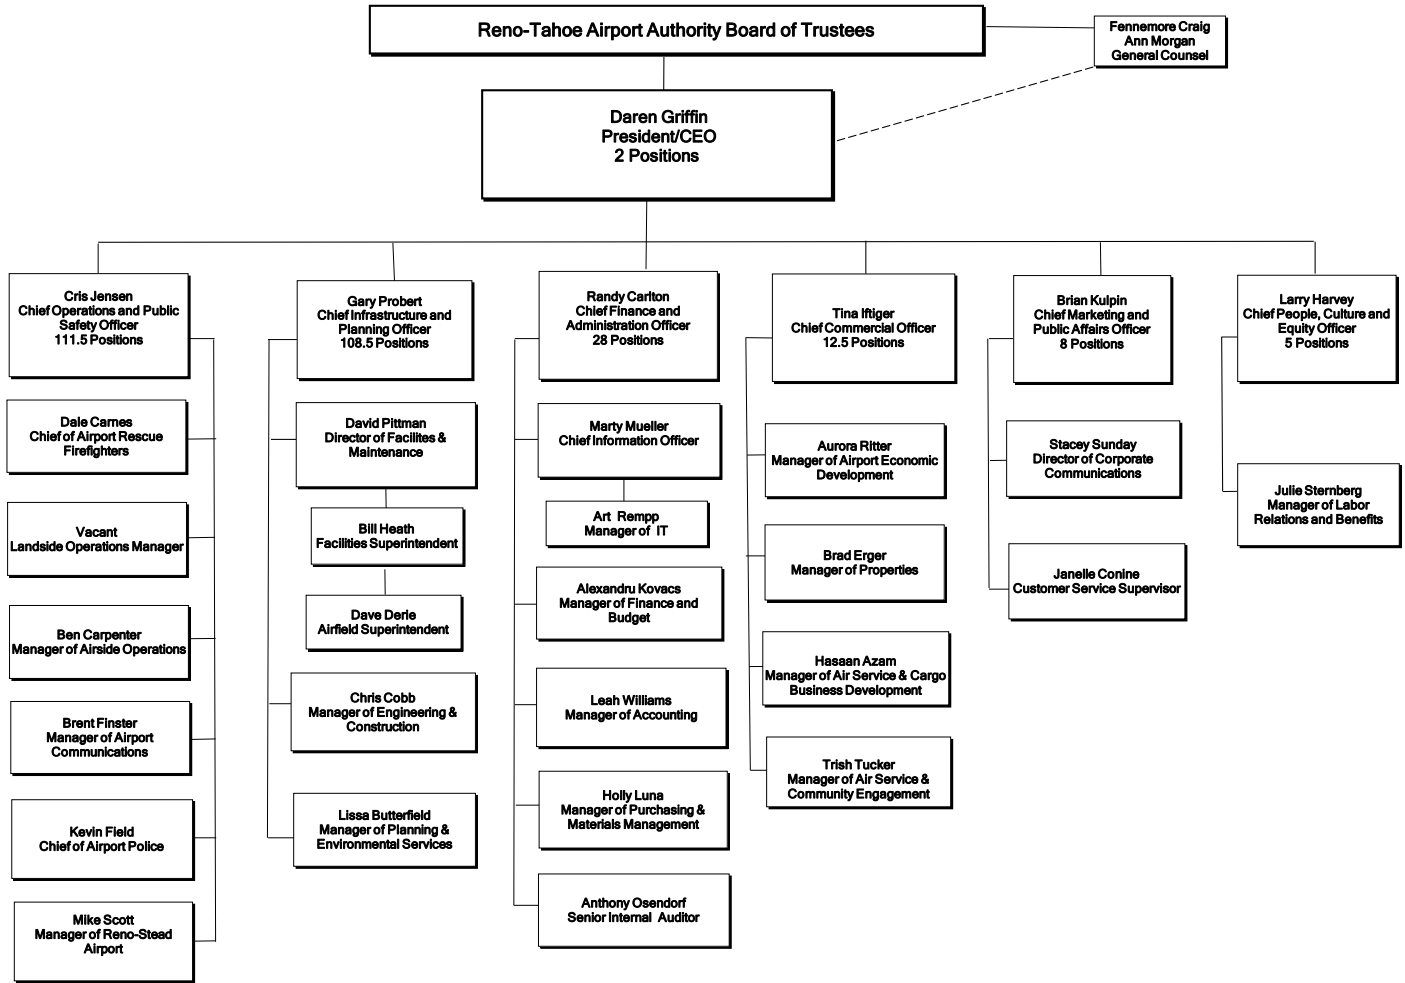 Reno-Tahoe Airport Authority Board of Trustees
Fennemore Craig
Ann Morgan
General Counsel
Daren Griffin
President/CEO
2 Positions
Cris Jensen
Chief Operations and Public
Safety Officer
111.5 Positions
Dale Carnes
Chief of Airport Rescue
Firefighters
Vacant
Landside Operations Manager
Ben Carpenter
Manager of Airside Operations
Brent Finster
Manager of Airport
Communications
Kevin Field
Chief of Airport Police
Mike Scott
Manager of Reno-Stead
Airport
Gary Probert
Chief Infrastructure and
Planning Officer
108.5 Positions
David Pittman
Director of Facilites &
Maintenance
Bill Heath
Facilities Superintendent
Dave Derle
Airfield Superintendent
Chris Cobb
Manager of Engineering &
Construction
Lissa Butterfield
Manager of Planning &
Environmental Services
Randy Carlton
Chief Finance and
Administration Officer
28 Positions
Marty Mueller
Chief Information Officer
Art Rempp
Manager of IT
Alexandru Kovacs
Manager of Finance and
Budget
Leah Williams
Manager of Accounting
Holly Luna
Manager of Purchasing &
Materials Management
Anthony Osendorf
Senior Internal Auditor
Tina Iftiger
Chief Commercial Officer
12.5 Positions
Aurora Ritter
Manager of Airport Economic
Development
Brad Erger
Manager of Properties
Hasaan Azam
Manager of Air Service & Cargo
Business Development
Trish Tucker
Manager of Air Service &
Community Engagement
Brian Kulpin
Chief Marketing and
Public Affairs Officer
8 Positions
Stacey Sunday
Director of Corporate
Communications
Janelle Conine
Customer Service Supervisor
Larry Harvey
Chief People, Culture and
Equity Officer
5 Positions
Julie Sternberg
Manager of Labor
Relations and Benefits